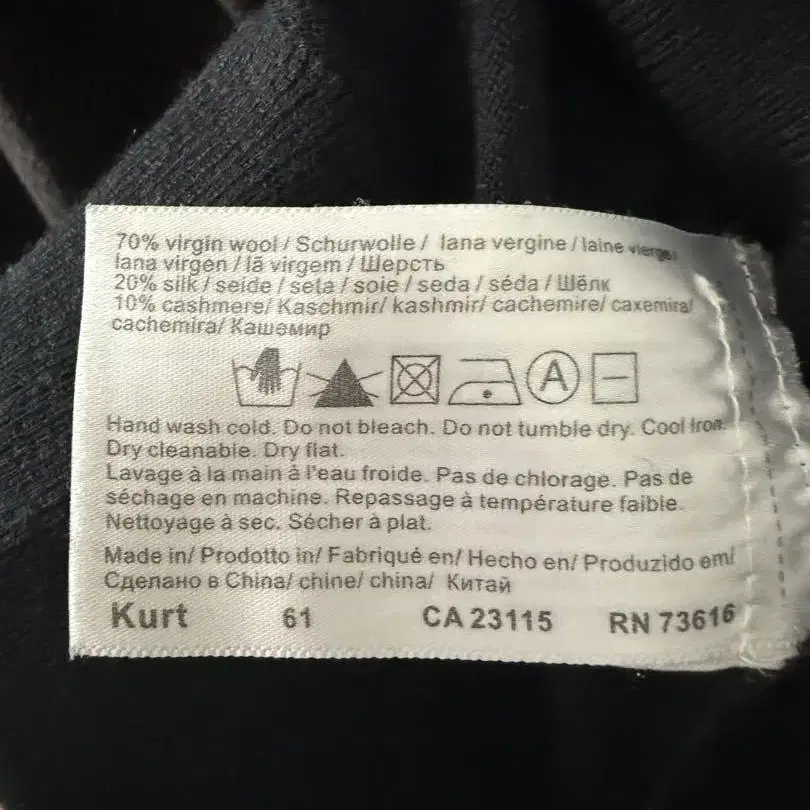 70% virgin wool / Schurwolle / lana vergine / laine vierge/
lana virgen / lã virgem / Шерсть
20% silk / seide / seta / soie / seda / séda / Шёлк
10% cashmere/ Kaschmir/ kashmir/ cachemire/ caxemira/
cachemira/ Кашемир
A
Hand wash cold. Do not bleach. Do not tumble dry. Cool Iron.
Dry cleanable. Dry flat.
Lavage à la main à l'eau froide. Pas de chlorage. Pas de
séchage en machine. Repassage à température faible.
Nettoyage à sec. Sécher à plat.
Made in/ Prodotto in/ Fabriqué en/ Hecho en/ Produzido em/
Сделано в China/ chine/ china/ Китай
Kurt 61 CA 23115 RN 73616